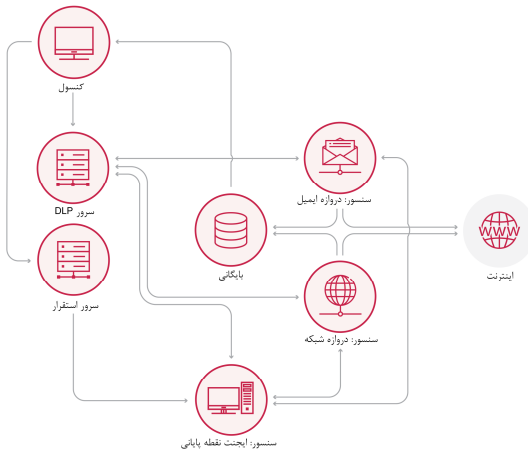 کنسول
سرور DLP
سنسور: دروازه ایمیل
WWW
اینترنت
بایگانی
سرور استقرار
سنسور: دروازه شبکه
سنسور: ایجنت نقطه پایانی